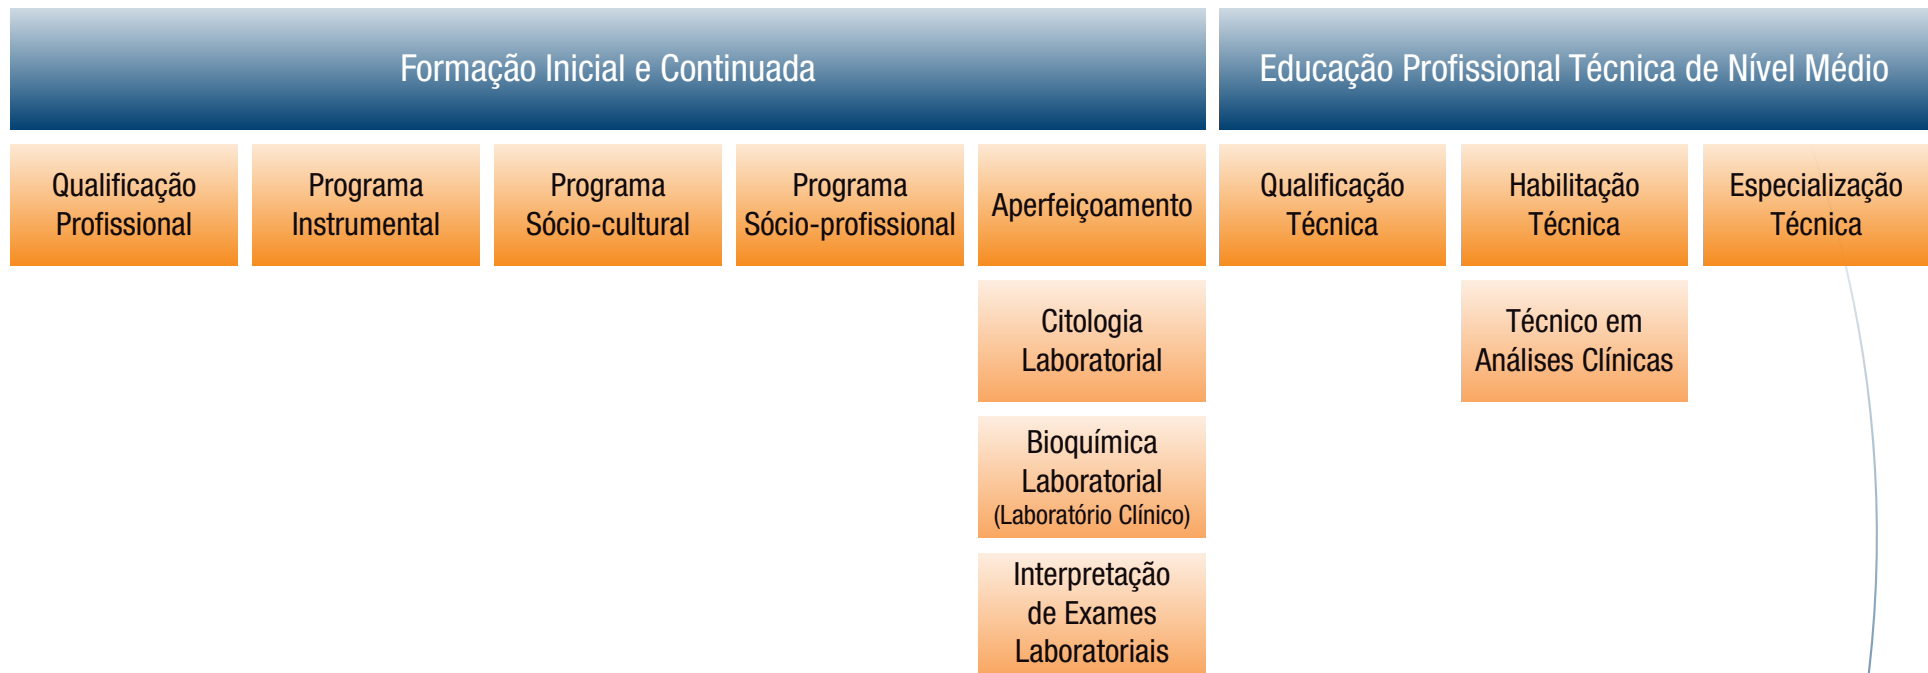 Formação Inicial e Continuada
Educação Profissional Técnica de Nível Médio
Qualificação
Profissional
Programa
Instrumental
Programa
Sócio-cultural
Programa
Sócio-profissional
Aperfeiçoamento
Qualificação
Técnica
Habilitação
Técnica
Especialização
Técnica
Citologia
Laboratorial
Técnico em
Análises Clínicas
Bioquímica
Laboratorial
(Laboratório Clínico)
Interpretação
de Exames
Laboratoriais